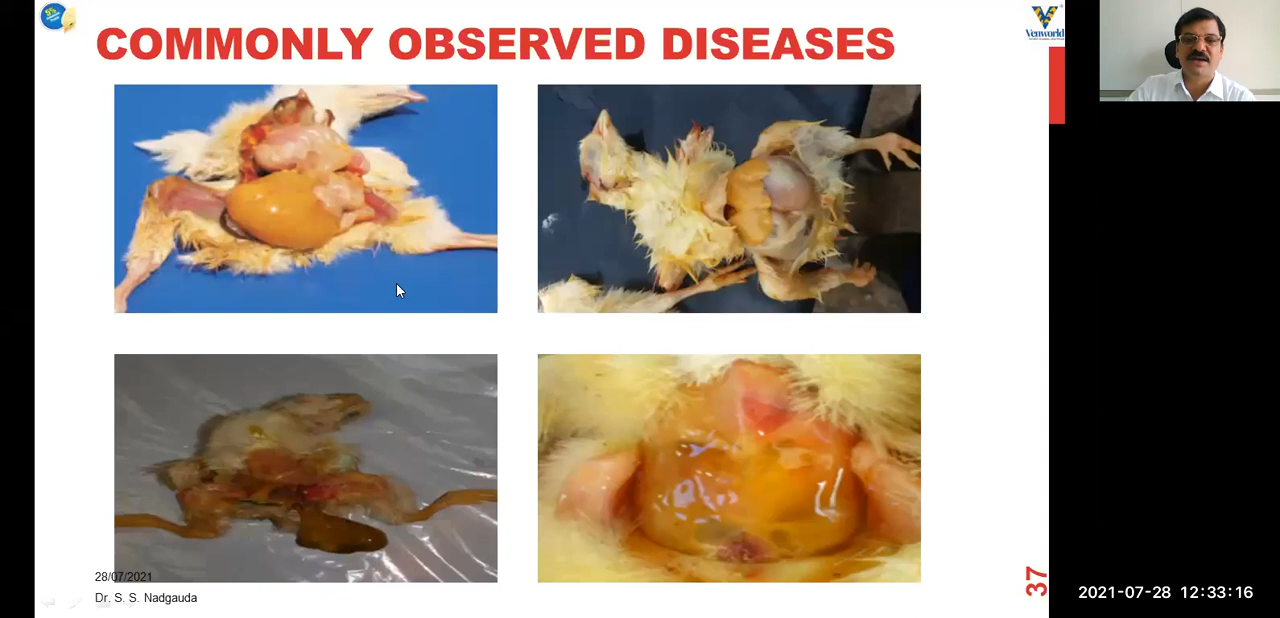 COMMONLY OBSERVED DISEASES
Venworld
28/07/2021
Dr. S. S. Nadgauda
37
2021-07-28 12:33:16